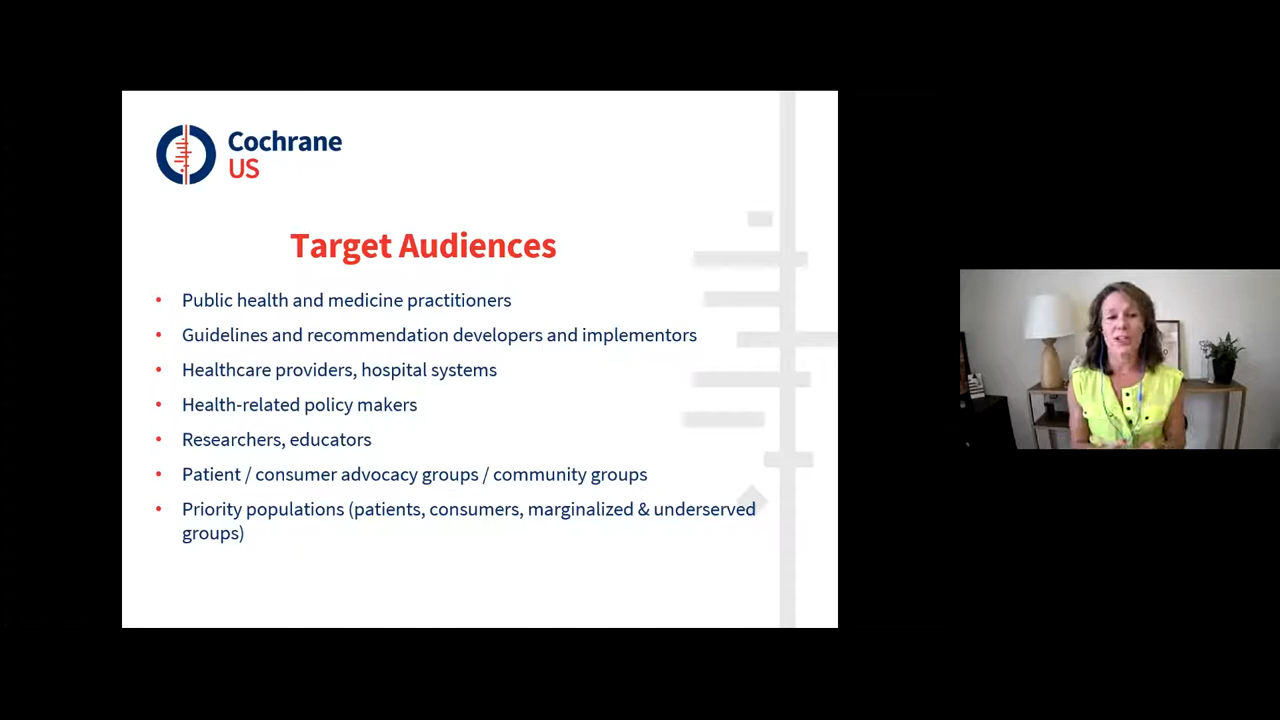 Cochrane
US
Target Audiences
• Public health and medicine practitioners
• Guidelines and recommendation developers and implementors
• Healthcare providers, hospital systems
• Health-related policy makers
• Researchers, educators
• Patient / consumer advocacy groups / community groups
• Priority populations (patients, consumers, marginalized & underserved
groups)